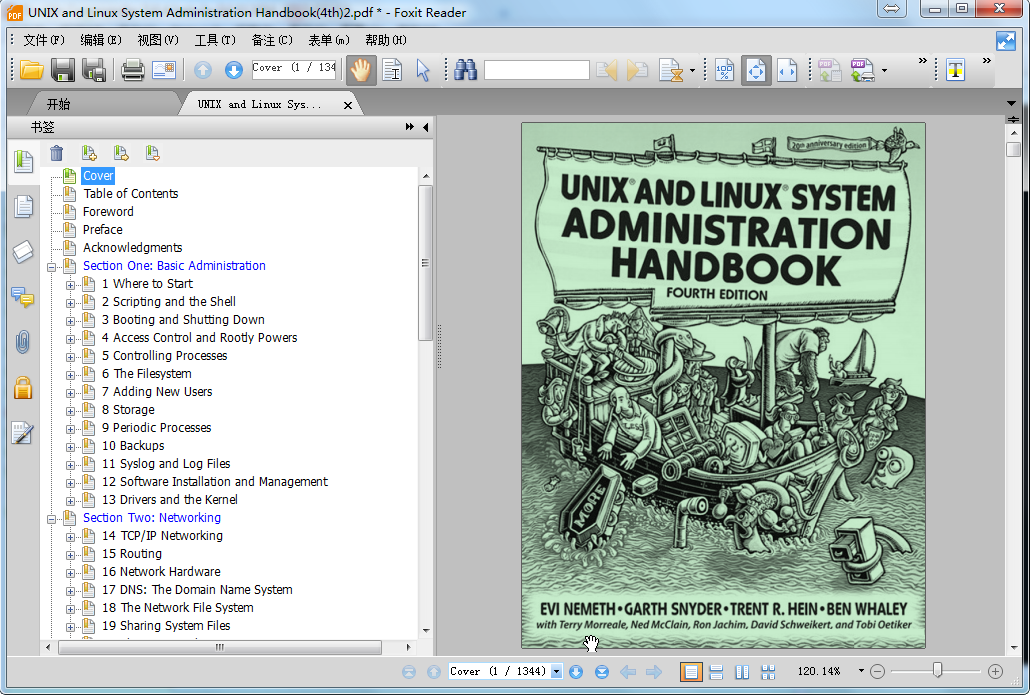 UNIX and Linux System Administration Handbook(4th)2.pdf * - Foxit Reader
文件(F) 编辑(E) 视图(V) 工具(T) 备注(C) 表单(m) 帮助(H)
Cover (1 / 134
开始
UNIX and Linux Sys...
书签
Cover
Table of Contents
Foreword
Preface
Acknowledgments
Section One: Basic Administration
1 Where to Start
2 Scripting and the Shell
3 Booting and Shutting Down
4 Access Control and Rootly Powers
5 Controlling Processes
6 The Filesystem
7 Adding New Users
8 Storage
9 Periodic Processes
10 Backups
11 Syslog and Log Files
12 Software Installation and Management
13 Drivers and the Kernel
Section Two: Networking
14 TCP/IP Networking
15 Routing
16 Network Hardware
17 DNS: The Domain Name System
18 The Network File System
19 Sharing System Files
20th anniversary edition
UNIX® AND LINUX® SYSTEM
ADMINISTRATION
HANDBOOK
FOURTH EDITION
LESS
MORE
EVI NEMETH • GARTH SNYDER • TRENT R. HEIN • BEN WHALEY
with Terry Morreale, Ned McClain, Ron Jachim, David Schweikert, and Tobi Oetiker
Cover (1 / 1344)
120.14%